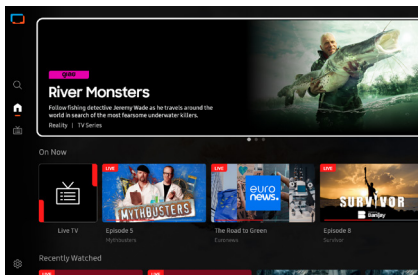 River Monsters
Follow fishing detective Jeremy Wade as he travels around the
world in search of the most fearsome underwater killers.
Reality | TV Series
On Now
LIVE
LIVE
LIVE
MYTHBUSTERS
euro
news.
SURVIVOR
banijay
Live TV
Episode 5
The Road to Green
Episode 8
Mythbusters
Euronews
Survivor
Recently Watched
LIVE
LIVE
LIVE